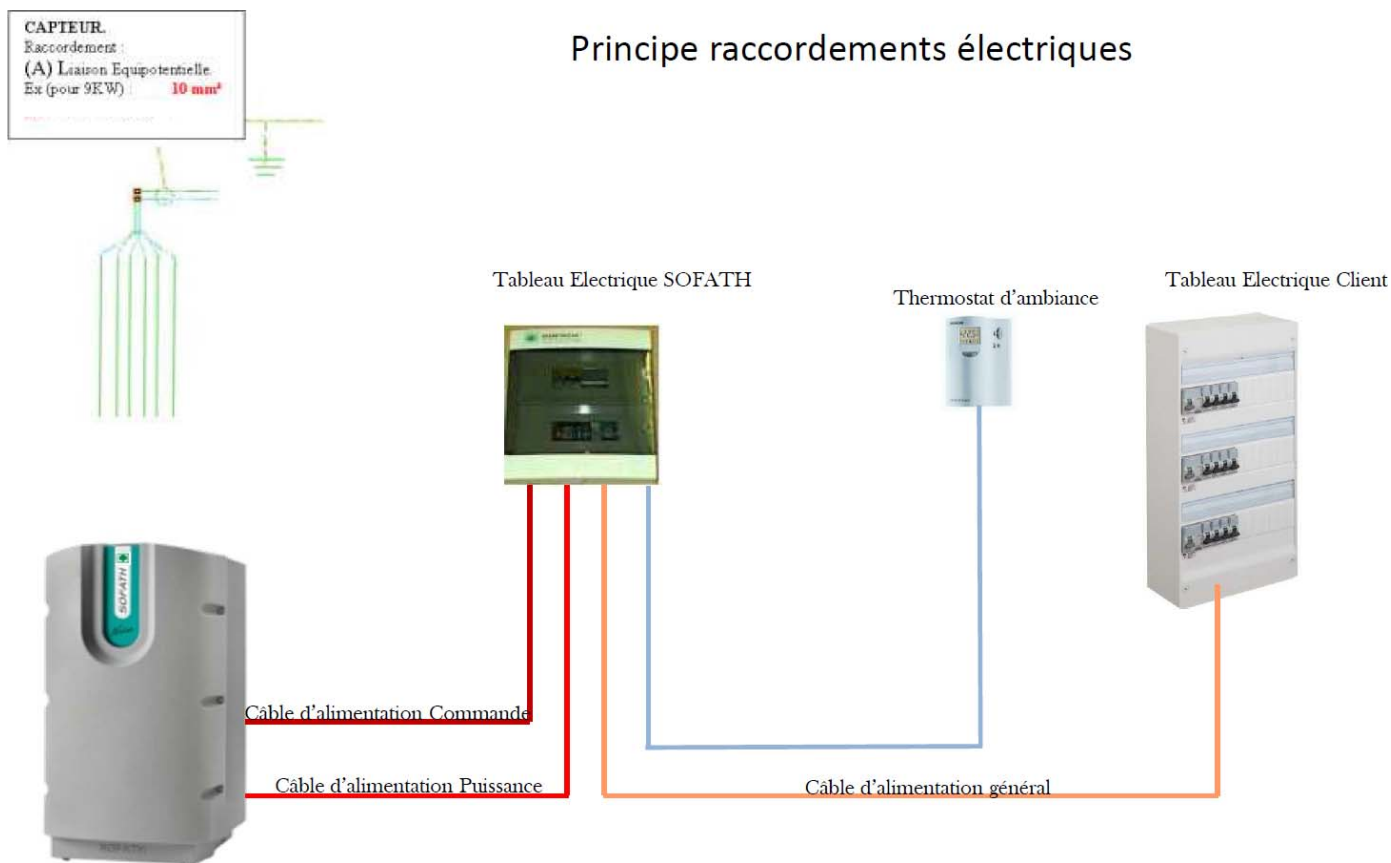 CAPTEUR.
Raccordement :
(A) Liaison Equipotentielle.
Ex (pour 9KW) : 10 mm²
Principe raccordements électriques
Tableau Electrique SOFATH
Thermostat d'ambiance
Tableau Electrique Client
SOFATH
Câble d'alimentation Commande
Câble d'alimentation Puissance
Câble d'alimentation général
SOFATH